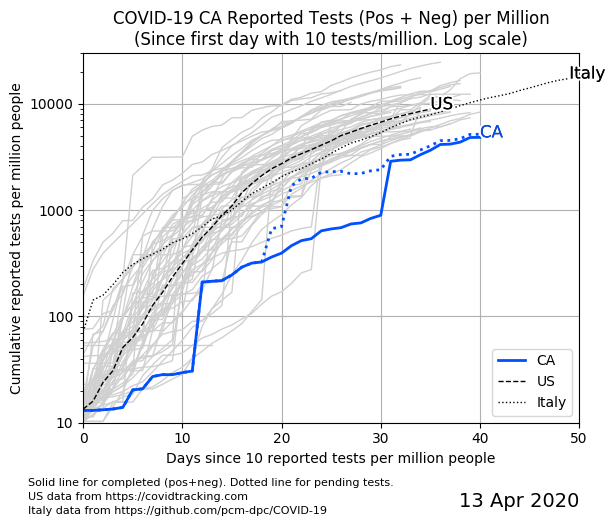 COVID-19 CA Reported Tests (Pos + Neg) per Million
(Since first day with 10 tests/million. Log scale)
Cumulative reported tests per million people
10000
1000
100
10
Italy
US
CA
CA
US
Italy
0 10 20 30 40 50
Days since 10 reported tests per million people
Solid line for completed (pos+neg). Dotted line for pending tests.
US data from https://covidtracking.com
Italy data from https://github.com/pcm-dpc/COVID-19
13 Apr 2020